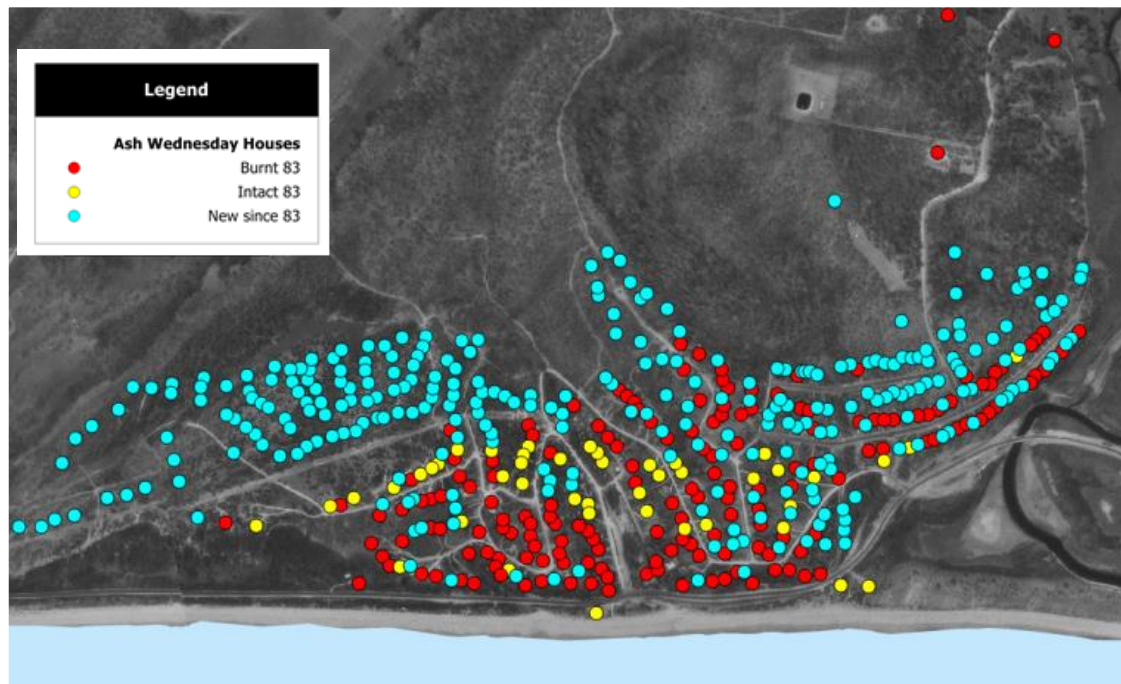 Legend
Ash Wednesday Houses
Burnt 83
Intact 83
New since 83